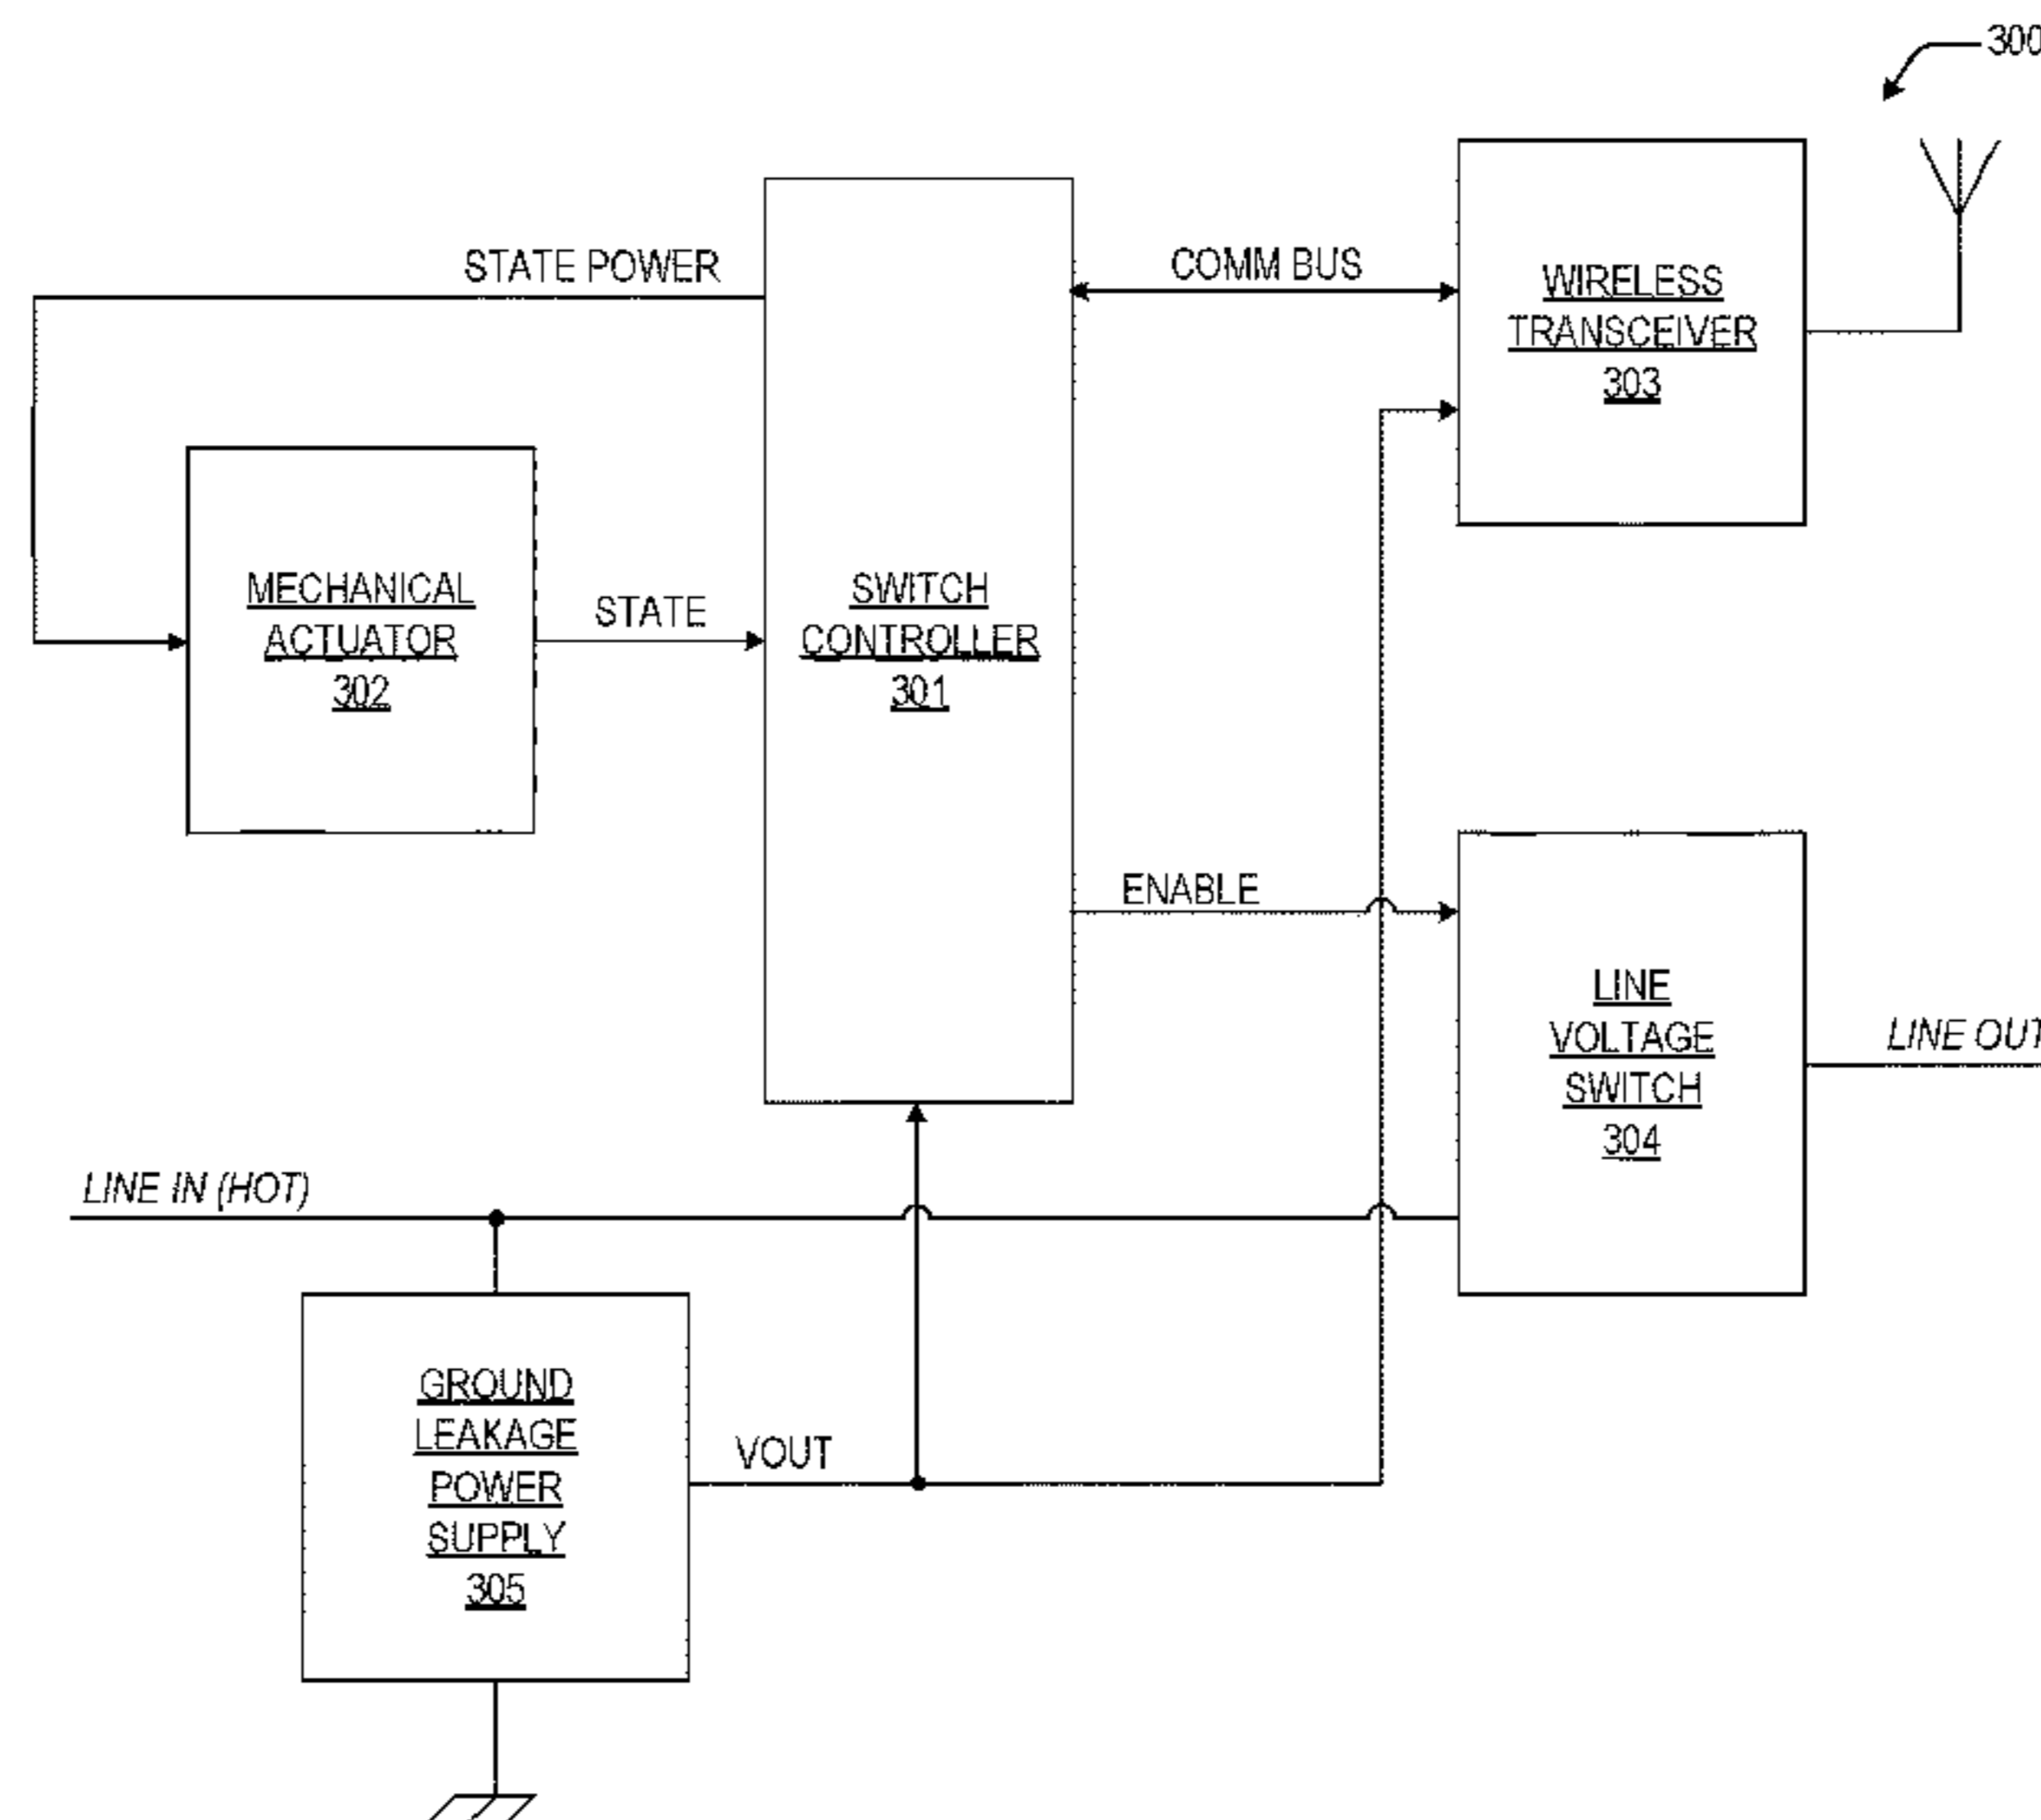 300
STATE POWER
COMM BUS
WIRELESS
TRANSCEIVER
303
MECHANICAL
ACTUATOR
302
STATE
SWITCH
CONTROLLER
301
ENABLE
LINE
VOLTAGE
SWITCH
304
LINE OUT
LINE IN (HOT)
GROUND
LEAKAGE
POWER
SUPPLY
305
VOUT